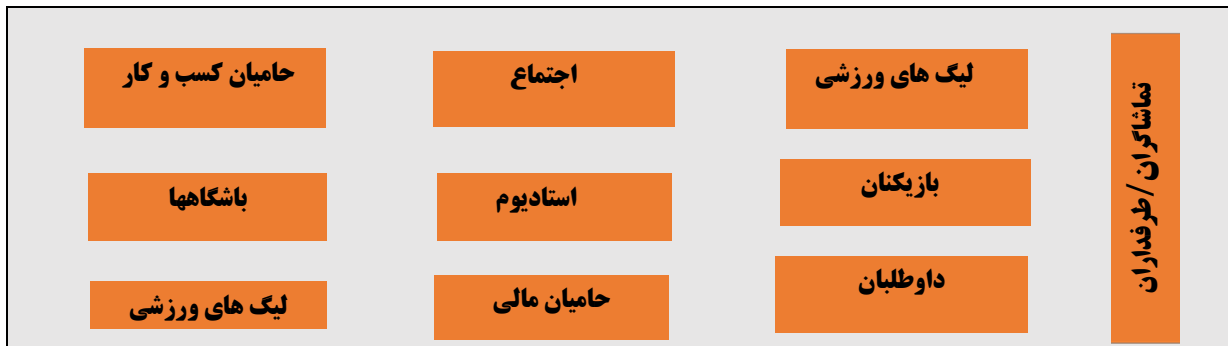 تماشاگران /طرفداران
لیگ های ورزشی
اجتماع
حامیان کسب و کار
بازیکنان
استادیوم
باشگاهها
داوطلبان
حامیان مالی
لیگ های ورزشی